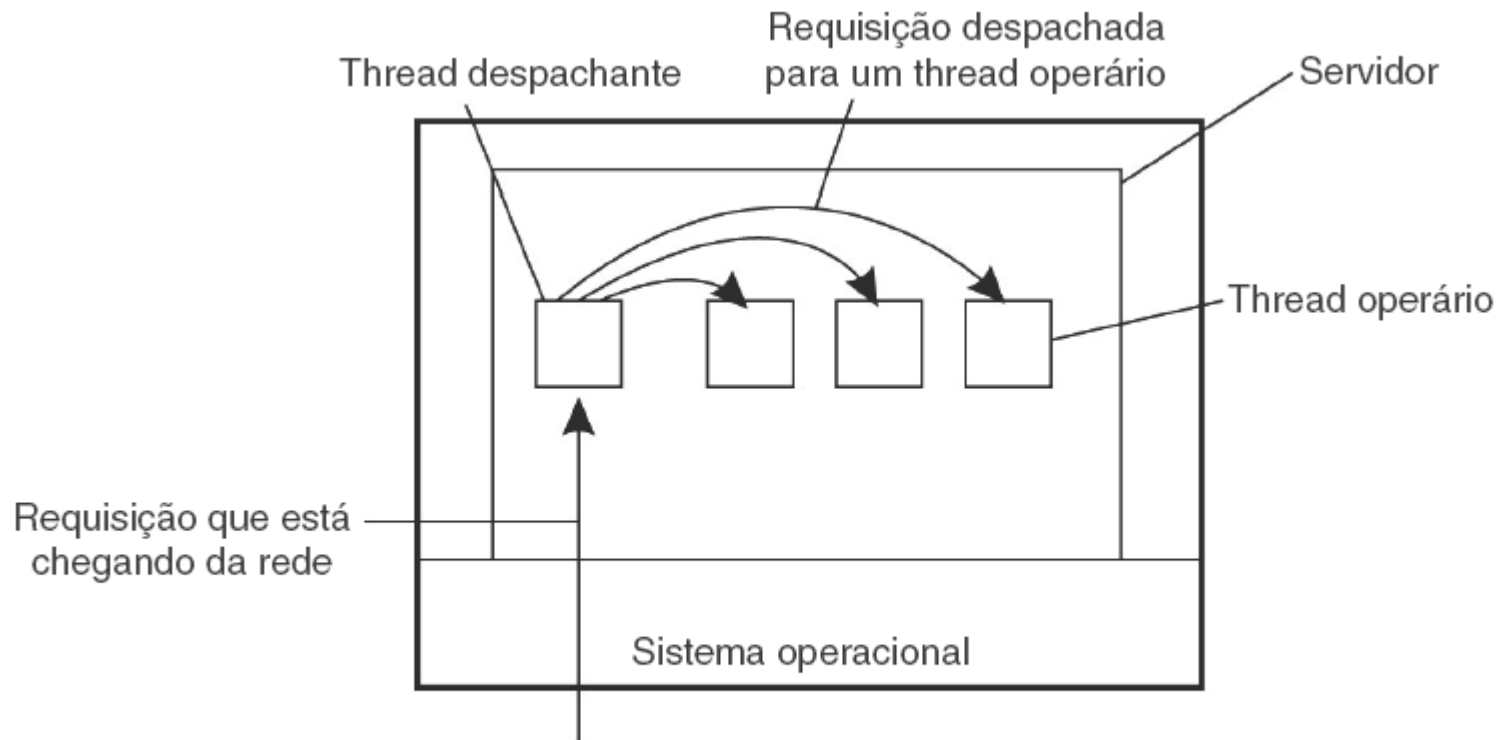 Requisição despachada
para um thread operário
Thread despachante
Servidor
Thread operário
Requisição que está
chegando da rede
Sistema operacional